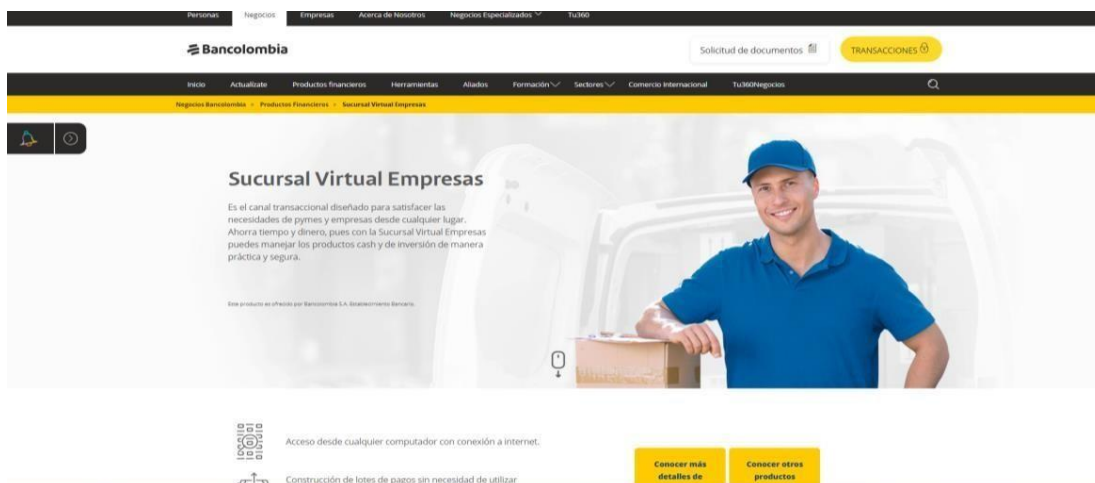 Personas Negocios Empresas Acerca de Nosotros Negocios Especializados Tu360
Bancolombia
Solicitud de documentos
TRANSACCIONES
Inicio Actualízate Productos financieros Herramientas Aliados Formación Sectores Comercio Internacional Tu360Negocios
Negocios Bancolombia Productos Financieros Sucursal Virtual Empresas
Sucursal Virtual Empresas
Es el canal transaccional diseñado para satisfacer las
necesidades de pymes y empresas desde cualquier lugar.
Ahorra tiempo y dinero, pues con la Sucursal Virtual Empresas
puedes manejar los productos cash y de inversión de manera
práctica y segura.
Este producto es ofrecido por Bancolombia S.A. Establecimiento Bancario.
Acceso desde cualquier computador con conexión a internet.
Construcción de lotes de pagos sin necesidad de utilizar
Conocer más
detalles de
Conocer otros
productos